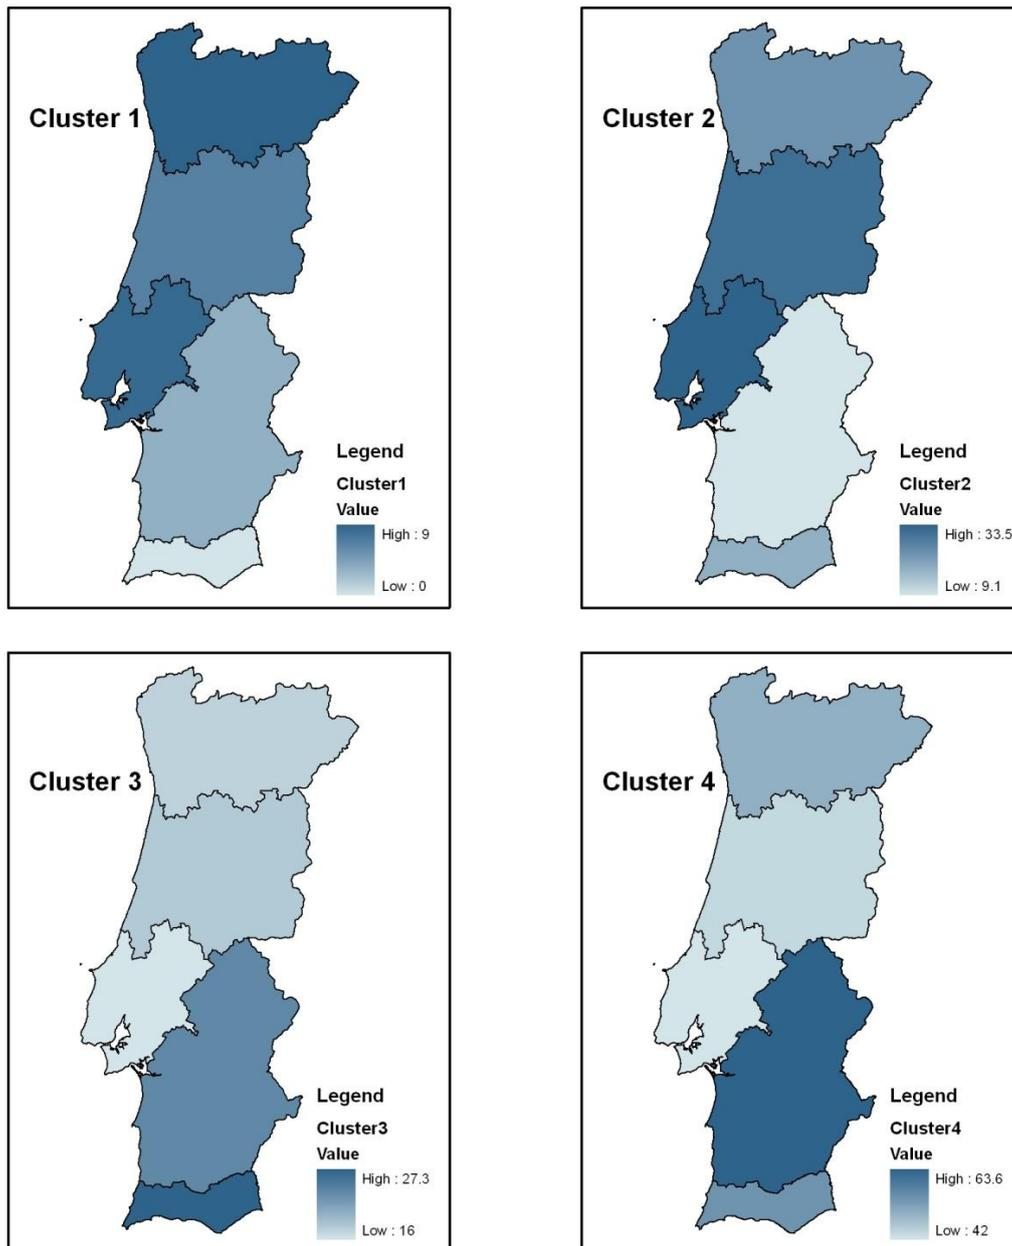 Cluster 1
Legend
Cluster1
Value
High : 9
Low : 0
Cluster 2
Legend
Cluster2
Value
High : 33.5
Low : 9.1
Cluster 3
Legend
Cluster3
Value
High : 27.3
Low : 16
Cluster 4
Legend
Cluster4
Value
High : 63.6
Low : 42